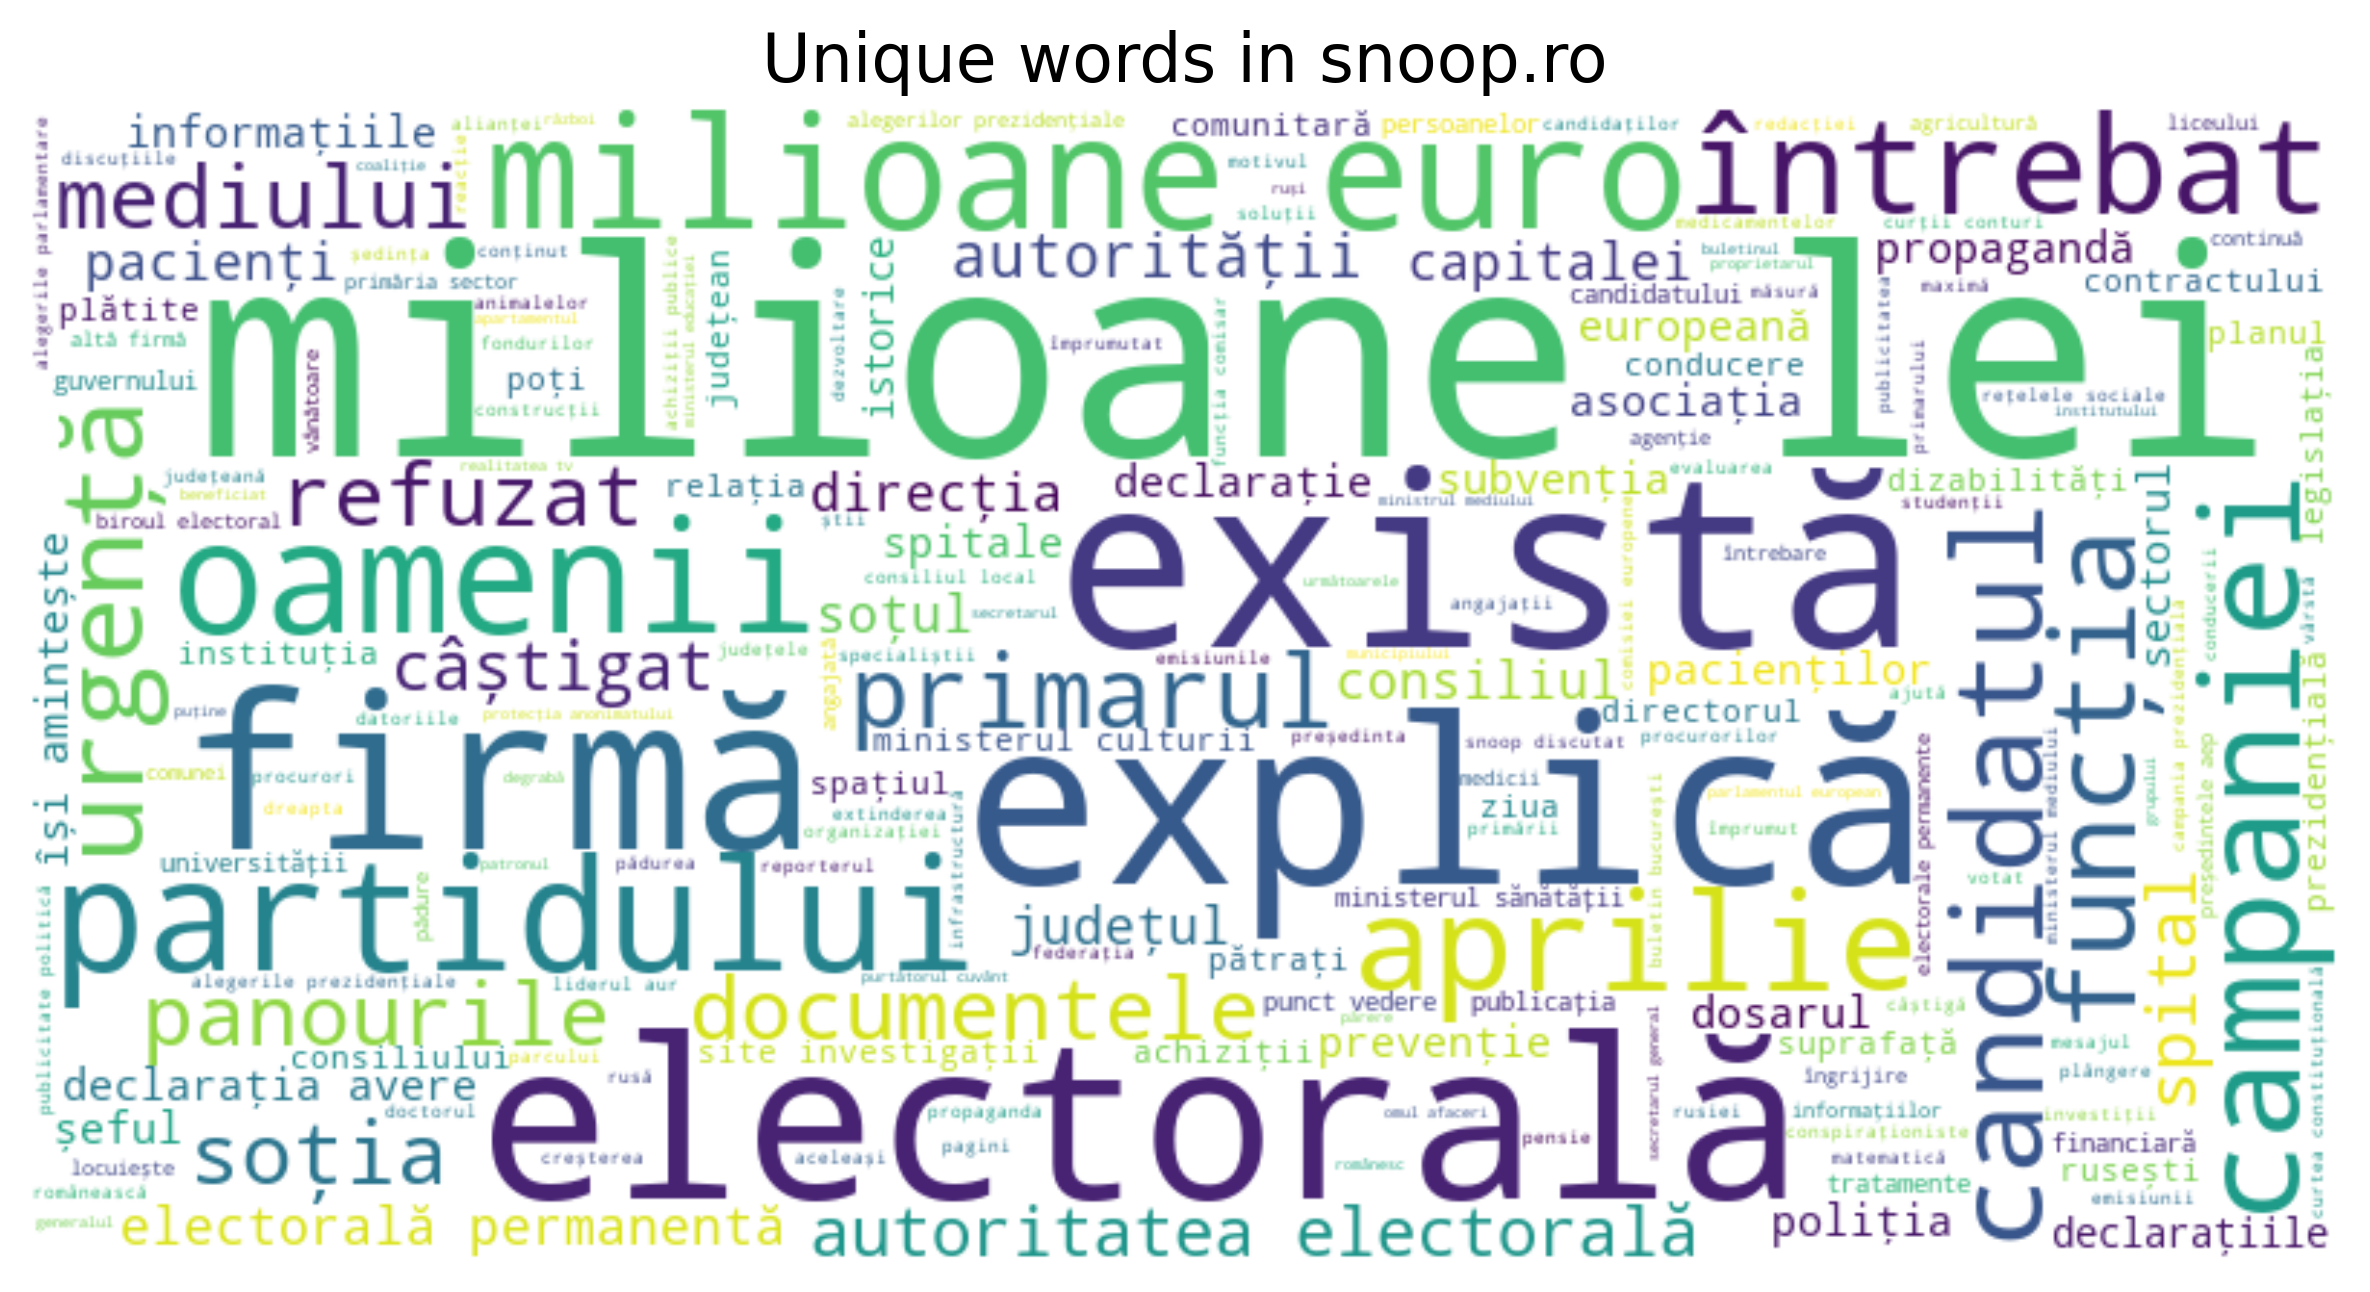 Unique words in snoop.ro
informațiile
alianței
război
alegerilor prezidențiale
comunitară
persoanelor
candidaților
redacției
agricultură
liceului
discuțiile
coaliție
reacție
milioane euro
motivul
ruși
soluții
întrebat
mediului
alegerile parlamentare
medicamentelor
curții conturi
pacienți
ședința
conținut
primăria sector
autorității
capitalei
buletinul
proprietarul
propagandă
continuă
contractului
plătite
animalelor
apartamentul
achiziții publice
ministerul educației
județean
dezvoltare
istorice
milioane lei
candidatului
măsură
maximă
publicitatea
europeană
planul
altă firmă
fondurilor
împrumutat
funcția comisar
conducere
primarului
guvernului
vânătoare
poți
construcții
asociația
rețelele sociale
institutului
agenție
legislația
urgență
județeană
beneficiat
realitatea tv
refuzat
relația
direcția
declarație
ministrul mediului
subvenția
evaluarea
dizabilități
studenții
sectorul
biroul electoral
știi
oamenii
spitale
există
întrebare
consiliul local
următoarele
angajații
comisiei europene
soțul
secretarul
își amintește
instituția
câștigat
județele
angajată
specialiștii
emisiunile
municipiului
primarul
consiliul
pacienților
ajută
candidatul
funcția
conducerii
campaniei
vârstă
prezidențială
puține
firmă
datoriile
protecția anonimatului
ministerul culturii
președinta
snoop discutat
directorul
procurorilor
comunei
procurori
degrabă
dreapta
spațiul
extinderea
organizației
explică
medicii
ziua
primării
parlamentul european
împrumut
electorale permanente
ministerul mediului
grupului
campania prezidențiala
președintele aep
universității
patronul
pădurea
reporterul
infrastructură
partidului
pădure
ministerul sănătății
votat
județul
federația
aprilie
buletin bucurești
spital
publicitate politică
alegerile prezidențiale
liderul aur
purtătorul cuvânt
pătrați
panourile
documentele
punct vedere
publicația
părere
dosarul
câștigă
curtea constituțională
consiliului
parcului
site investigații
achiziții
prevenție
secretarul general
suprafață
mesajul
declarația avere
rusă
electorală
îngrijire
plângere
șeful
doctorul
propaganda
omul afaceri
rusiei
informațiilor
investiții
soția
creșterea
aceleași
pagini
pensie
conspiraționiste
financiară
locuiește
românesc
matematică
rusești
românească
tratamente
emisiunii
generalul
electorală permanentă
autoritatea electorală
poliția
declarațiile